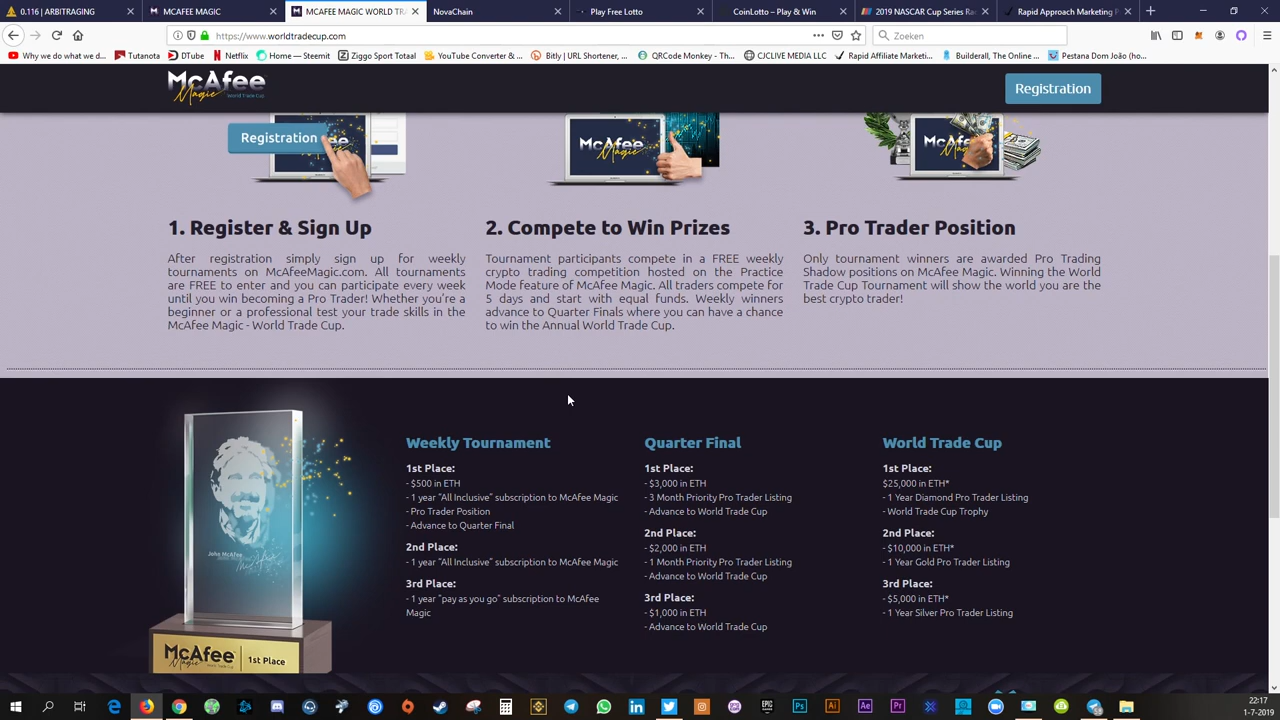 0.116 | ARBITRAGING
MCAFEE MAGIC
MCAFEE MAGIC WORLD TRA
NovaChain
Play Free Lotto
CoinLotto – Play & Win
2019 NASCAR Cup Series Ra
Rapid Approach Marketing P
https://www.worldtradecup.com
Zoeken
Why we do what we d...
Tutanota
DTube
Netflix
Home — Steemit
Ziggo Sport Totaal
YouTube Converter & ...
Bitly | URL Shortener, ...
QRCode Monkey - Th...
CJCLIVE MEDIA LLC
Rapid Affiliate Marketi...
Builderall, The Online ...
Pestana Dom João (ho...
McAfee
Magic World Trade Cup
Registration
Registration
McAfee
Magic
McAfee
Magic
1. Register & Sign Up
After registration simply sign up for weekly
tournaments on McAFeeMagic.com. All tournaments
are FREE to enter and you can participate every week
until you win becoming a Pro Trader! Whether you're a
beginner or a professional test your trade skills in the
McAfee Magic - World Trade Cup.
2. Compete to Win Prizes
Tournament participants compete in a FREE weekly
crypto trading competition hosted on the Practice
Mode feature of McAfee Magic. All traders compete for
5 days and start with equal funds. Weekly winners
advance to Quarter Finals where you can have a chance
to win the Annual World Trade Cup.
3. Pro Trader Position
Only tournament winners are awarded Pro Trading
Shadow positions on McAfee Magic. Winning the World
Trade Cup Tournament will show the world you are the
best crypto trader!
John McAfee
McAfee
Magic World Trade Cup
1st Place
Weekly Tournament
1st Place:
- $500 in ETH
- 1 year "All Inclusive" subscription to McAfee Magic
- Pro Trader Position
- Advance to Quarter Final
2nd Place:
- 1 year "All Inclusive" subscription to McAfee Magic
3rd Place:
- 1 year "pay as you go" subscription to McAfee
Magic
Quarter Final
1st Place:
- $3,000 in ETH
- 3 Month Priority Pro Trader Listing
- Advance to World Trade Cup
2nd Place:
- $2,000 in ETH
- 1 Month Priority Pro Trader Listing
- Advance to World Trade Cup
3rd Place:
- $1,000 in ETH
- Advance to World Trade Cup
World Trade Cup
1st Place:
$25,000 in ETH*
- 1 Year Diamond Pro Trader Listing
- World Trade Cup Trophy
2nd Place:
- $10,000 in ETH*
- 1 Year Gold Pro Trader Listing
3rd Place:
- $5,000 in ETH*
- 1 Year Silver Pro Trader Listing
22:17
1-7-2019